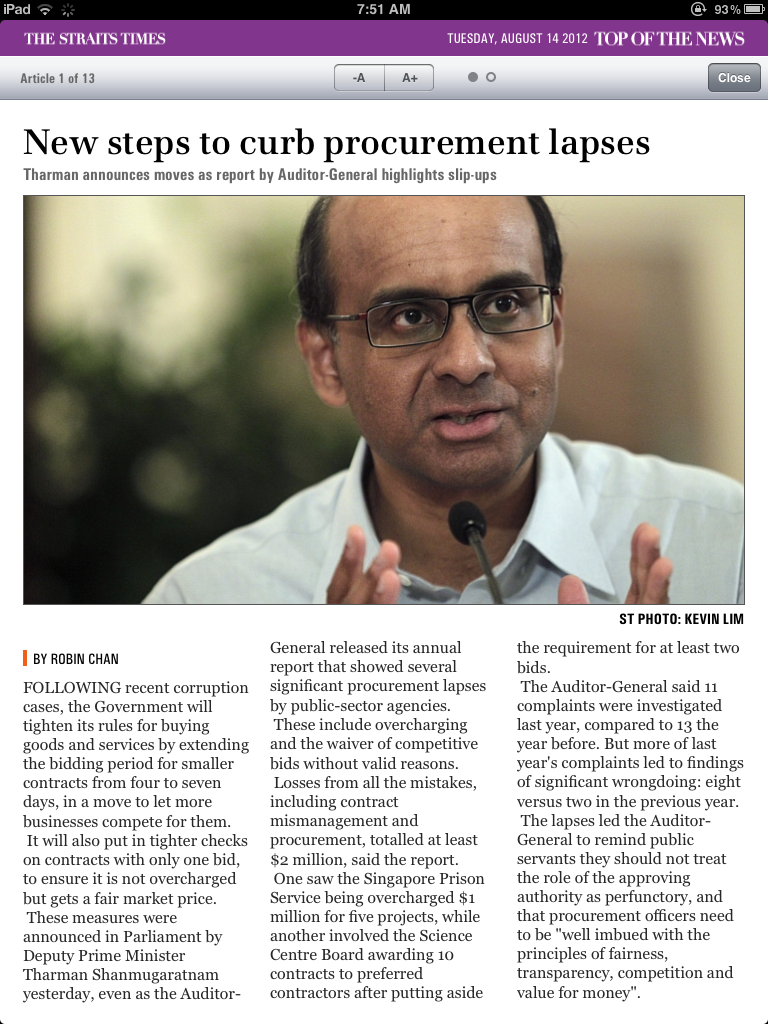 iPad
7:51 AM
93%
THE STRAITS TIMES
TUESDAY, AUGUST 14 2012 TOP OF THE NEWS
Article 1 of 13
-A
A+
Close
New steps to curb procurement lapses
Tharman announces moves as report by Auditor-General highlights slip-ups
ST PHOTO: KEVIN LIM
BY ROBIN CHAN
FOLLOWING recent corruption
cases, the Government will
tighten its rules for buying
goods and services by extending
the bidding period for smaller
contracts from four to seven
days, in a move to let more
businesses compete for them.
It will also put in tighter checks
on contracts with only one bid,
to ensure it is not overcharged
but gets a fair market price.
These measures were
announced in Parliament by
Deputy Prime Minister
Tharman Shanmugaratnam
yesterday, even as the Auditor-
General released its annual
report that showed several
significant procurement lapses
by public-sector agencies.
These include overcharging
and the waiver of competitive
bids without valid reasons.
Losses from all the mistakes,
including contract
mismanagement and
procurement, totalled at least
$2 million, said the report.
One saw the Singapore Prison
Service being overcharged $1
million for five projects, while
another involved the Science
Centre Board awarding 10
contracts to preferred
contractors after putting aside
the requirement for at least two
bids.
The Auditor-General said 11
complaints were investigated
last year, compared to 13 the
year before. But more of last
year's complaints led to findings
of significant wrongdoing: eight
versus two in the previous year.
The lapses led the Auditor-
General to remind public
servants they should not treat
the role of the approving
authority as perfunctory, and
that procurement officers need
to be "well imbued with the
principles of fairness,
transparency, competition and
value for money".